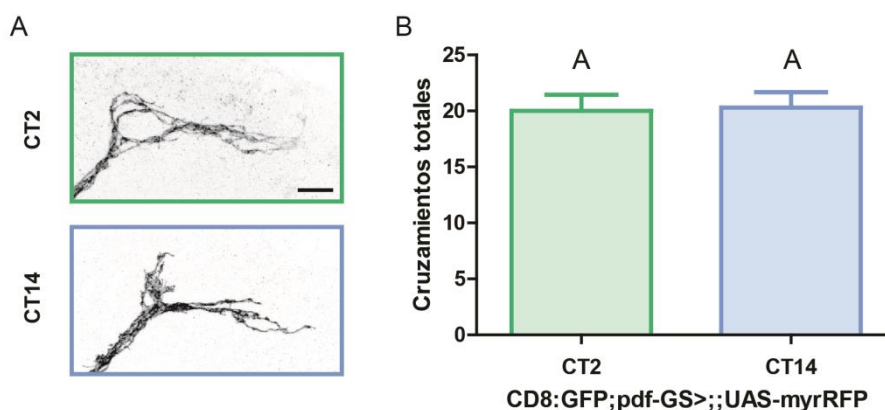 A
CT2
CT14
B
Cruzamientos totales
25
20
15
10
5
0
A
A
CT2
CT14
CD8:GFP;pdf-GS>;;UAS-myrRFP